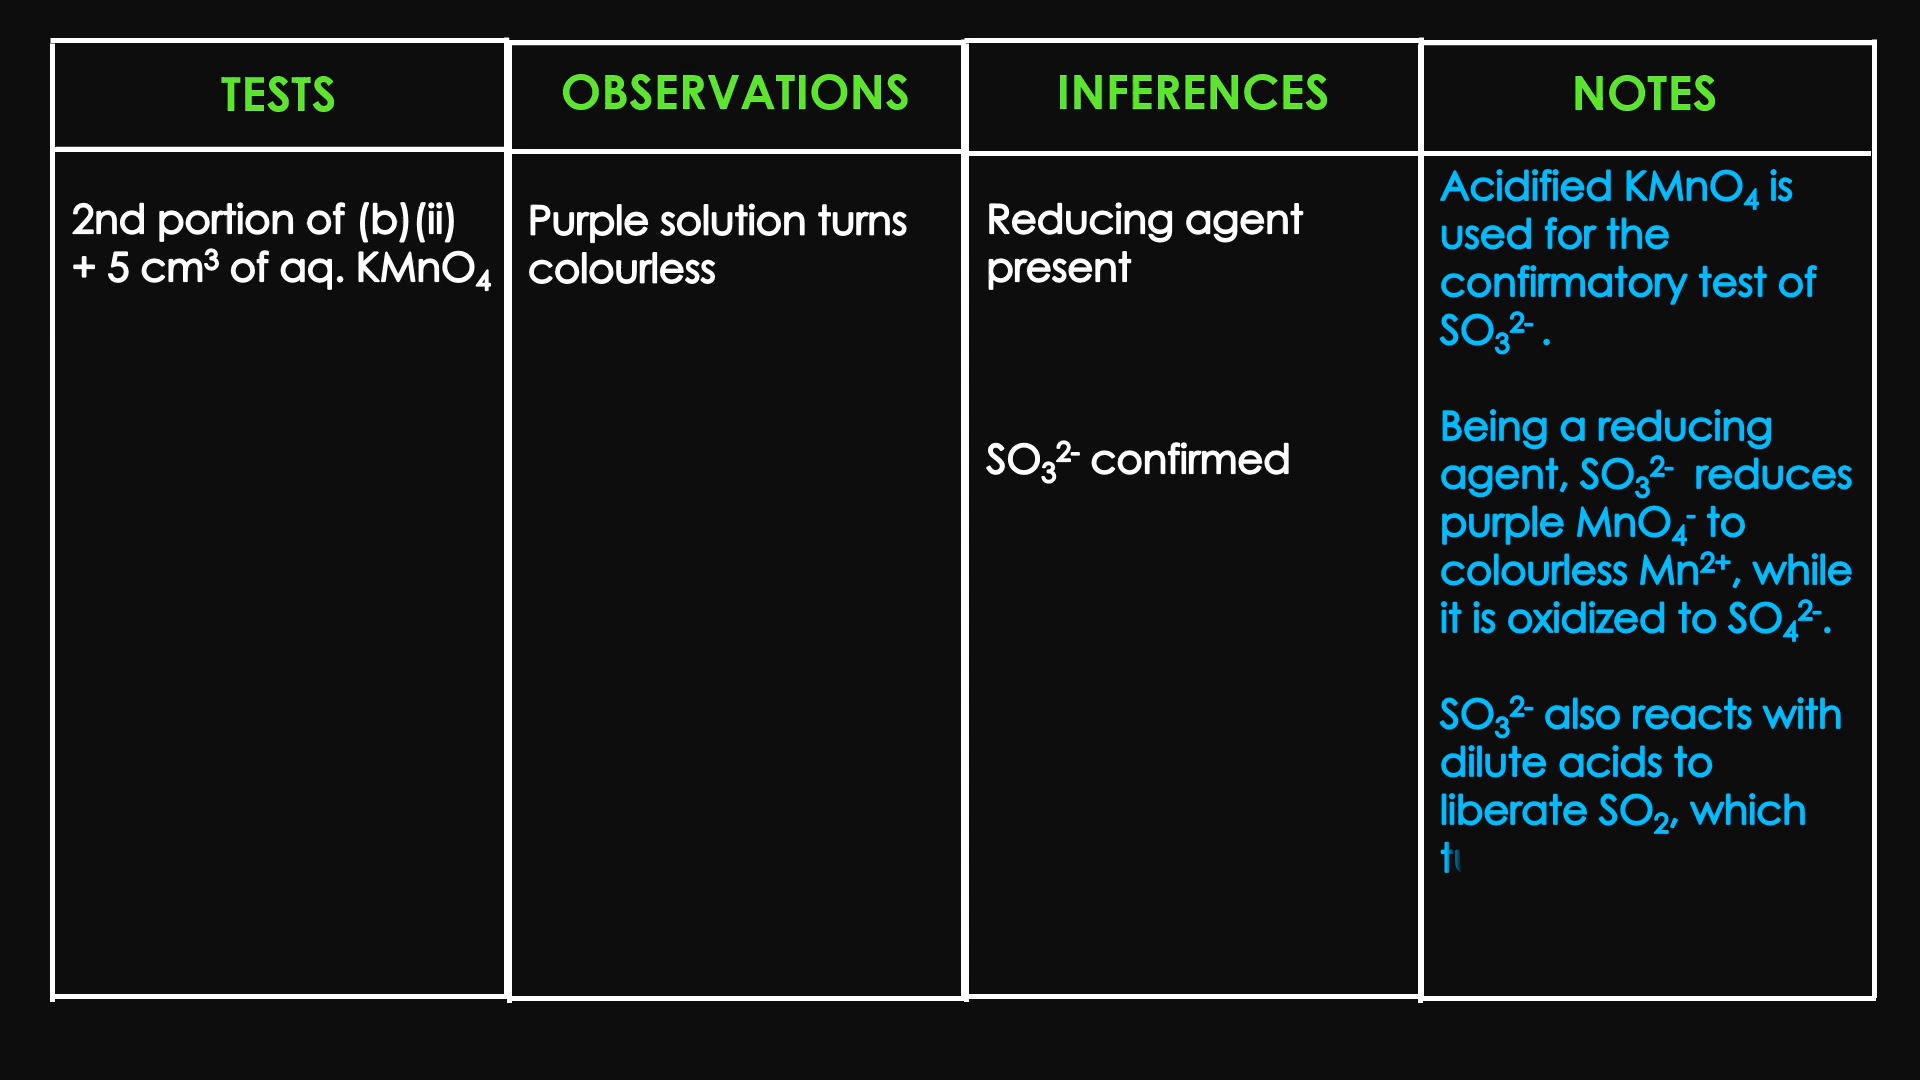 TESTS
OBSERVATIONS
INFERENCES
NOTES
2nd portion of (b)(ii)
+ 5 cm³ of aq. KMnO₄
Purple solution turns
colourless
Reducing agent
present
SO₃²⁻ confirmed
Acidified KMnO₄ is
used for the
confirmatory test of
SO₃²⁻ .
Being a reducing
agent, SO₃²⁻ reduces
purple MnO₄⁻ to
colourless Mn²⁺, while
it is oxidized to SO₄²⁻.
SO₃²⁻ also reacts with
dilute acids to
liberate SO₂, which